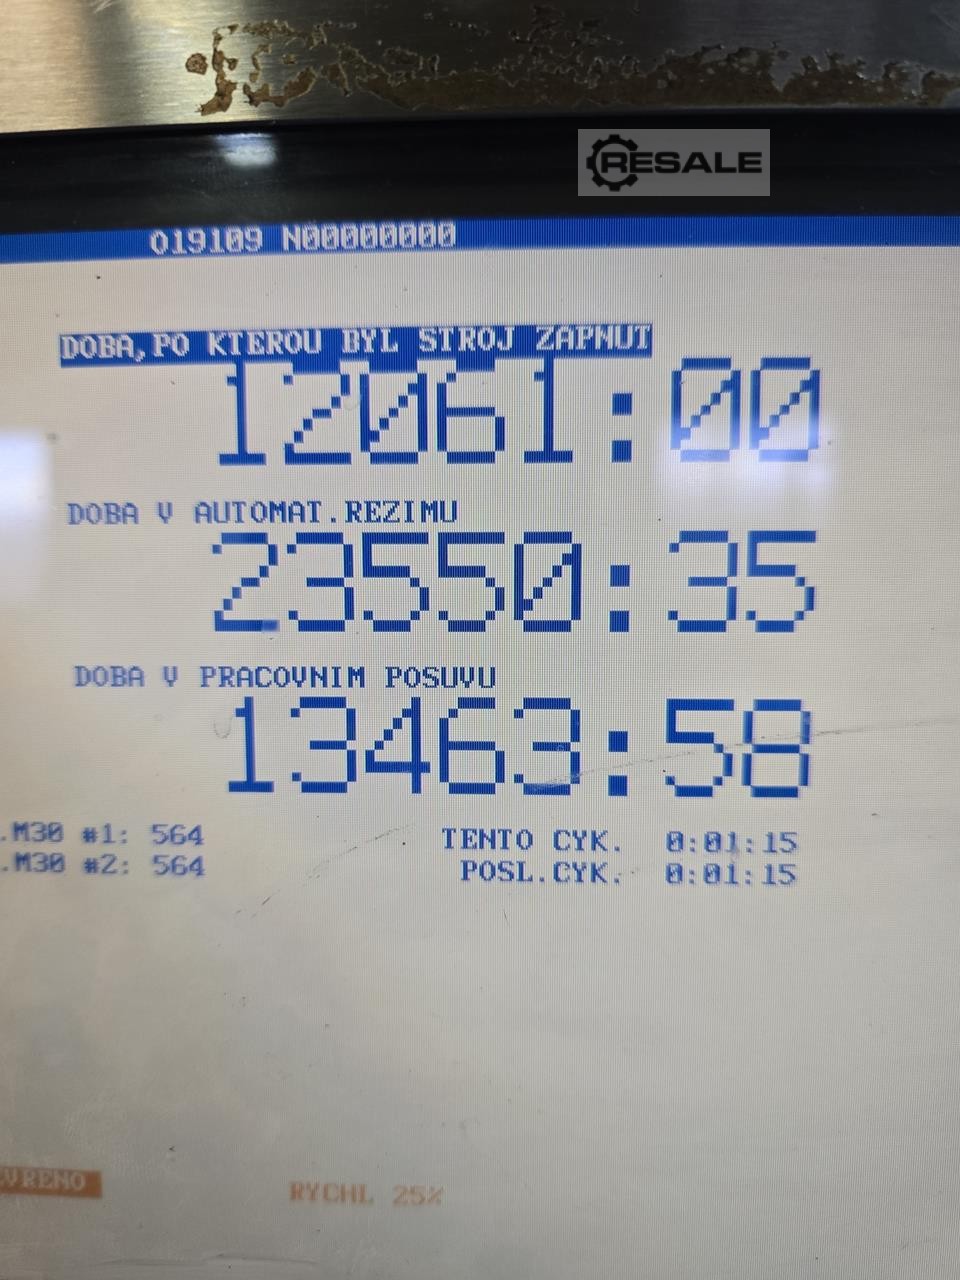 RESALE
O19109 N00000000
DOBA,PO KTEROU BYL STROJ ZAPNUT
12061:00
DOBA V AUTOMAT.REZIMU
23550:35
DOBA V PRACOVNIM POSUVU
13463:58
.M30 #1: 564 TENTO CYK. 0:01:15
.M30 #2: 564 POSL.CYK. 0:01:15
EVRENO RYCHL 25%